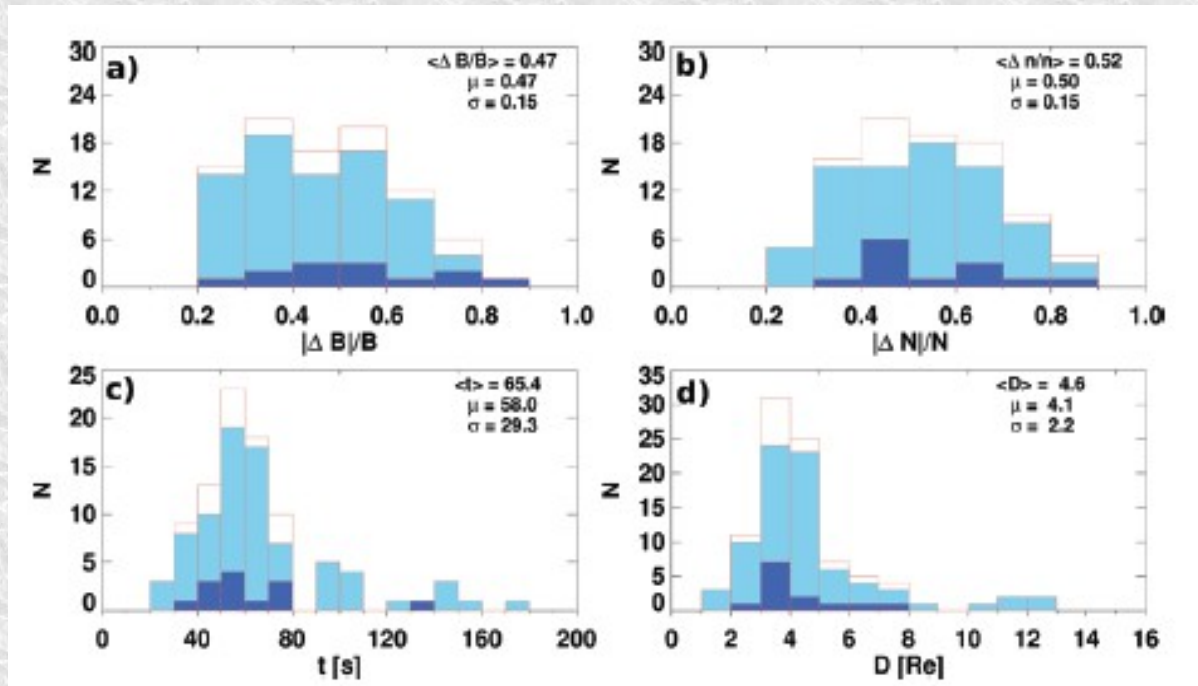 a)
<Δ B/B> = 0.47
μ = 0.47
σ = 0.15
30
24
18
12
6
0
N
0.0 0.2 0.4 0.6 0.8 1.0
|Δ B|/B
b)
<Δ n/n> = 0.52
μ = 0.50
σ = 0.15
30
24
18
12
6
0
N
0.0 0.2 0.4 0.6 0.8 1.0
|Δ N|/N
c)
<t> = 65.4
μ = 58.0
σ = 29.3
25
20
15
10
5
0
N
0 40 80 120 160 200
t [s]
d)
<D> = 4.6
μ = 4.1
σ = 2.2
35
30
25
20
15
10
5
0
N
0 2 4 6 8 10 12 14 16
D [Re]